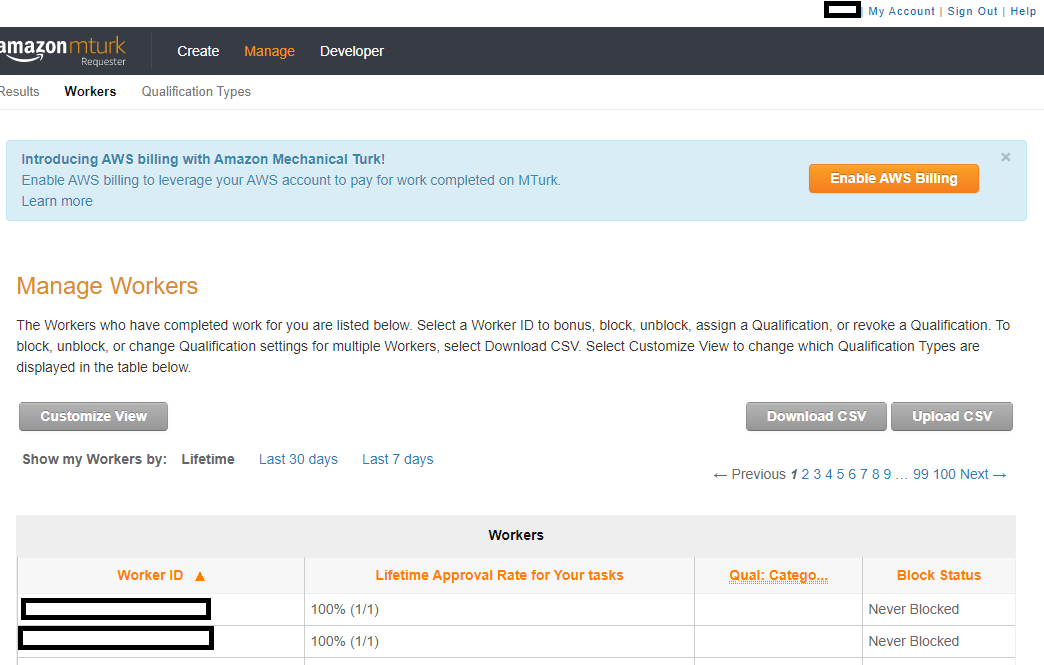 My Account | Sign Out | Help
amazon mturk
Requester
Create Manage Developer
Results Workers Qualification Types
Introducing AWS billing with Amazon Mechanical Turk!
Enable AWS billing to leverage your AWS account to pay for work completed on MTurk.
Learn more
Enable AWS Billing
×
Manage Workers
The Workers who have completed work for you are listed below. Select a Worker ID to bonus, block, unblock, assign a Qualification, or revoke a Qualification. To
block, unblock, or change Qualification settings for multiple Workers, select Download CSV. Select Customize View to change which Qualification Types are
displayed in the table below.
Customize View Download CSV Upload CSV
Show my Workers by: Lifetime Last 30 days Last 7 days
← Previous 1 2 3 4 5 6 7 8 9 … 99 100 Next →
Workers
Worker ID ▲ Lifetime Approval Rate for Your tasks Qual: Catego... Block Status
100% (1/1) Never Blocked
100% (1/1) Never Blocked